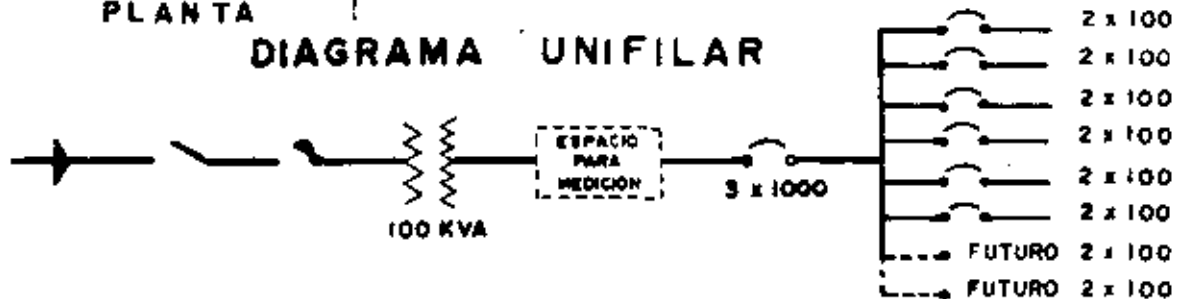 PLANTA
DIAGRAMA UNIFILAR
ESPACIO
PARA
MEDICIÓN
3 x 1000
100 KVA
2 x 100
2 x 100
2 x 100
2 x 100
2 x 100
2 x 100
FUTURO 2 x 100
FUTURO 2 x 100